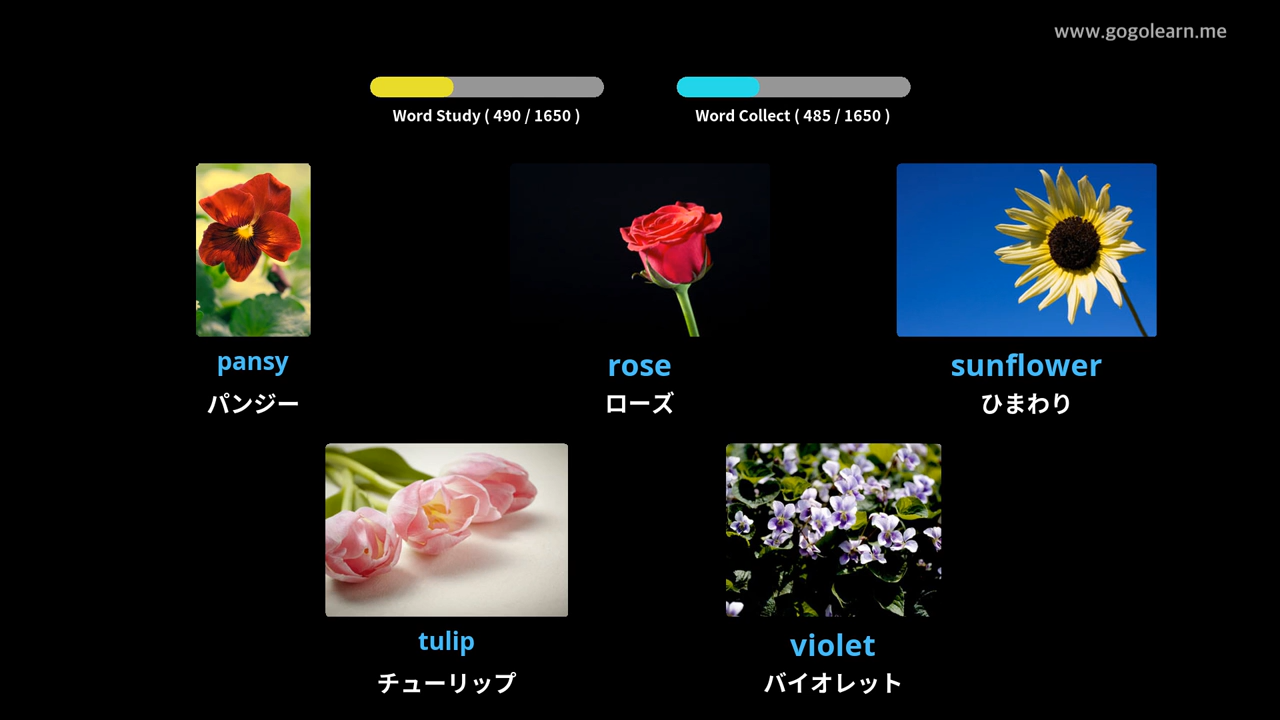 www.gogolearn.me
Word Study ( 490 / 1650 )
Word Collect ( 485 / 1650 )
pansy
パンジー
rose
ローズ
sunflower
ひまわり
tulip
チューリップ
violet
バイオレット